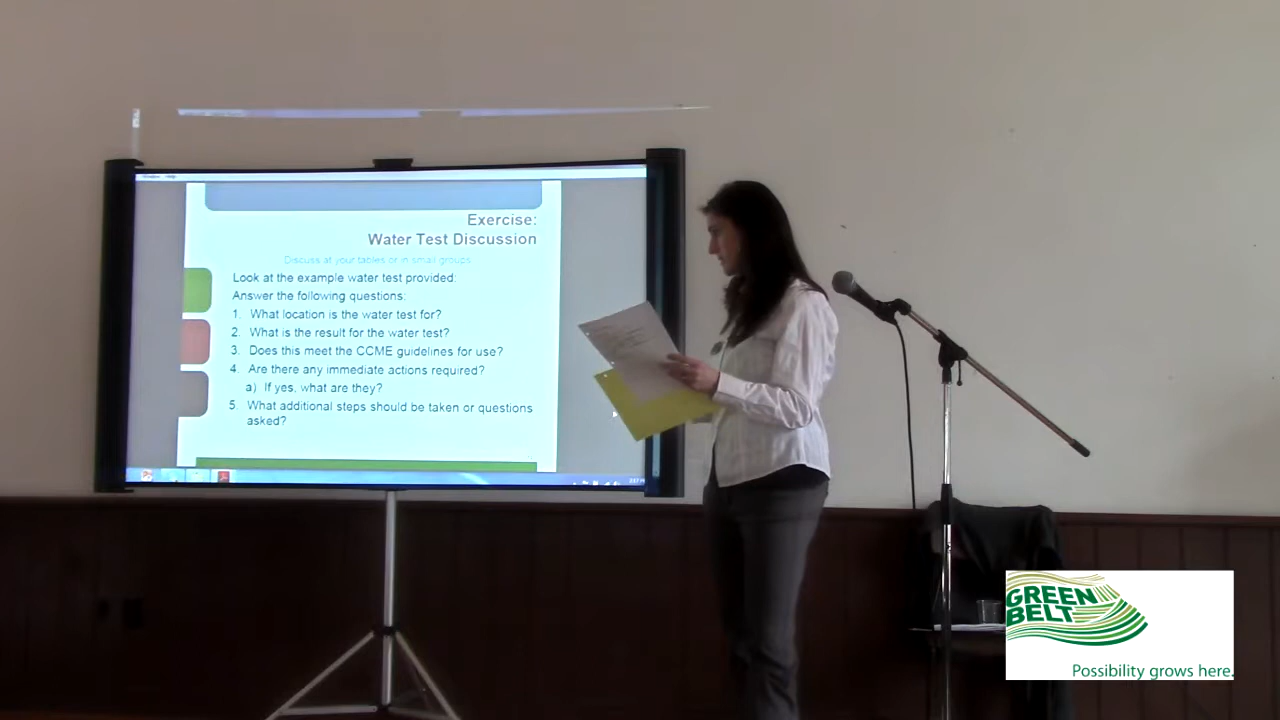 Window Help
Exercise:
Water Test Discussion
Discuss at your tables or in small groups
Look at the example water test provided:
Answer the following questions:
1. What location is the water test for?
2. What is the result for the water test?
3. Does this meet the CCME guidelines for use?
4. Are there any immediate actions required?
a) If yes, what are they?
5. What additional steps should be taken or questions
asked?
GREEN
BELT
Possibility grows here.